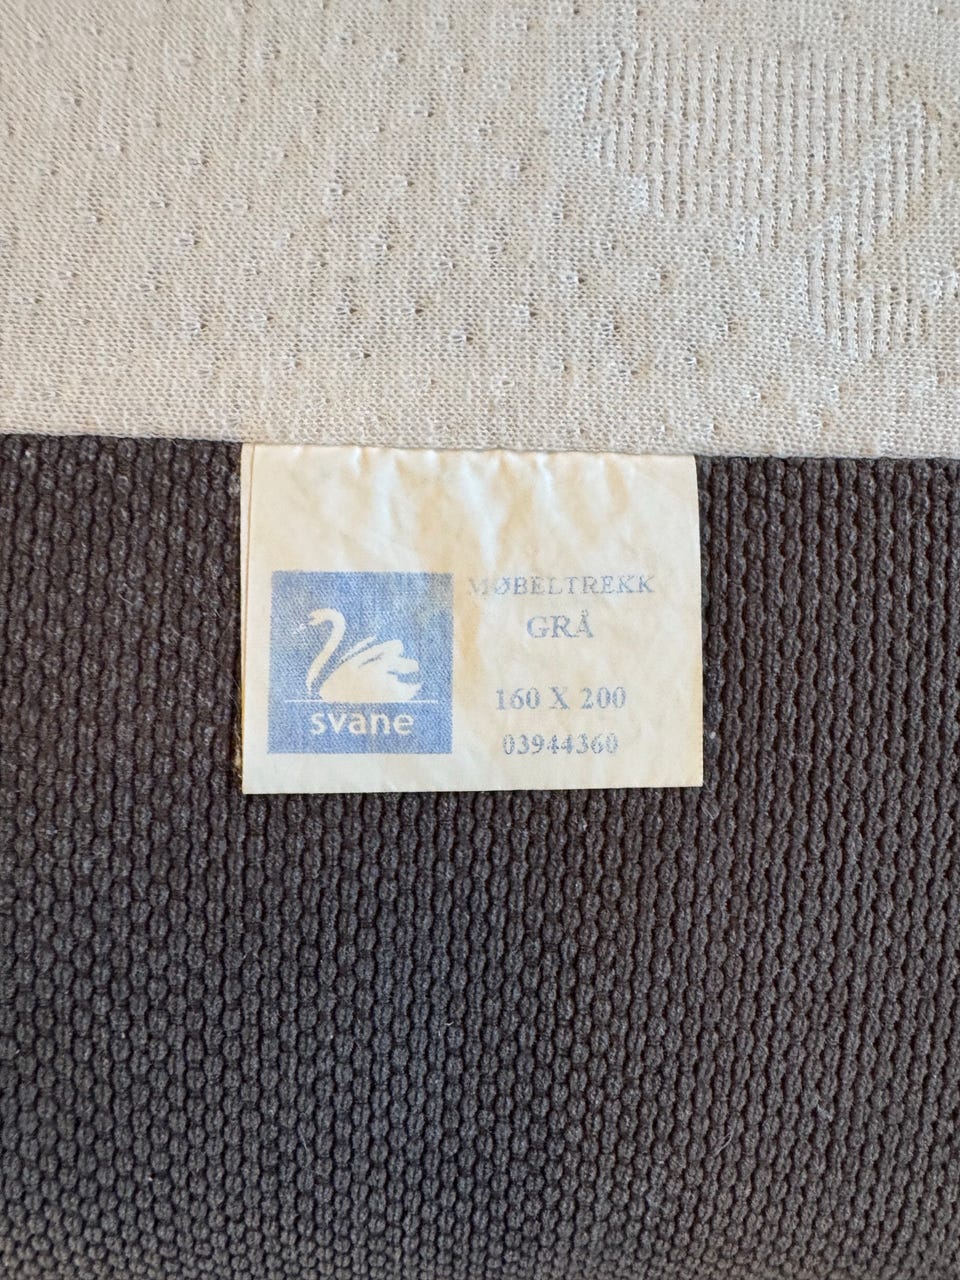 svane
MØBELTREKK
GRÅ
160 X 200
03944360